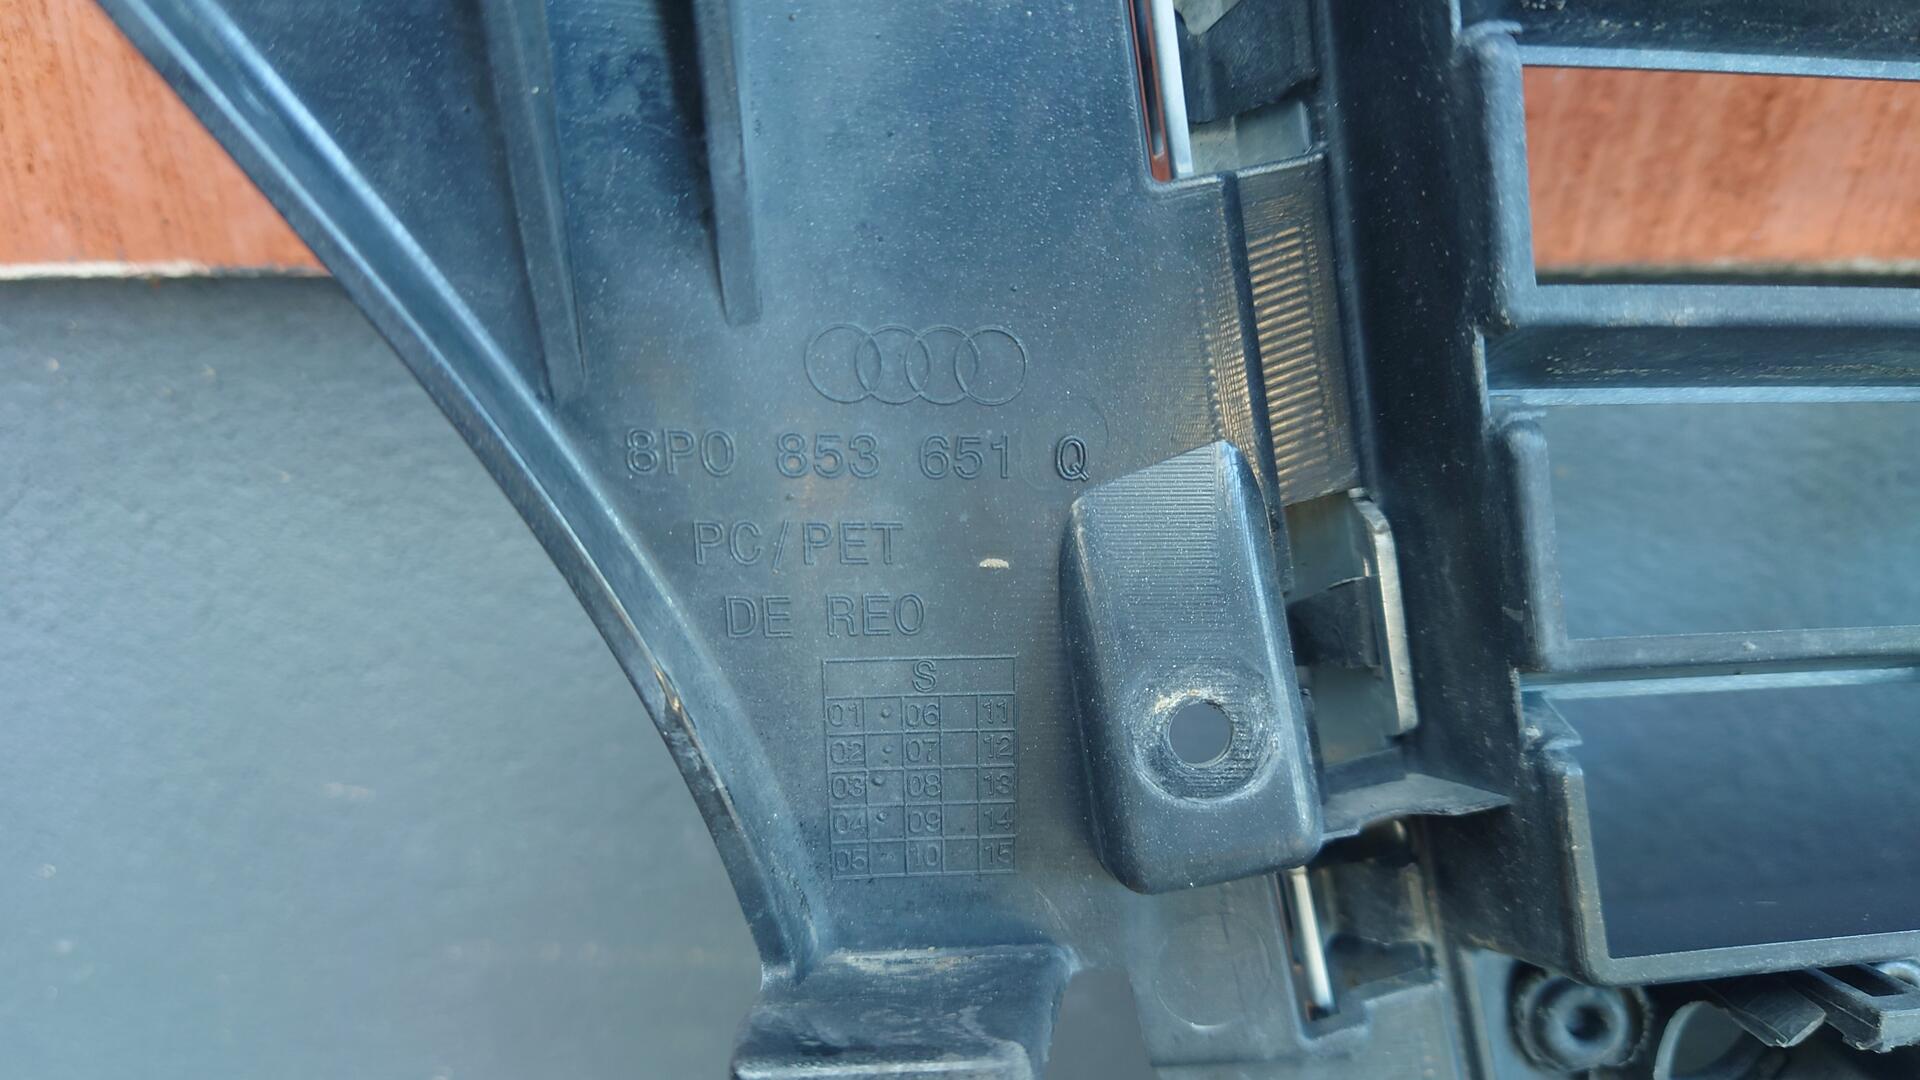 8P0 853 651 Q
PC/PET
DE REO
S
01 06 11
02 07 12
03 08 13
04 09 14
05 10 15